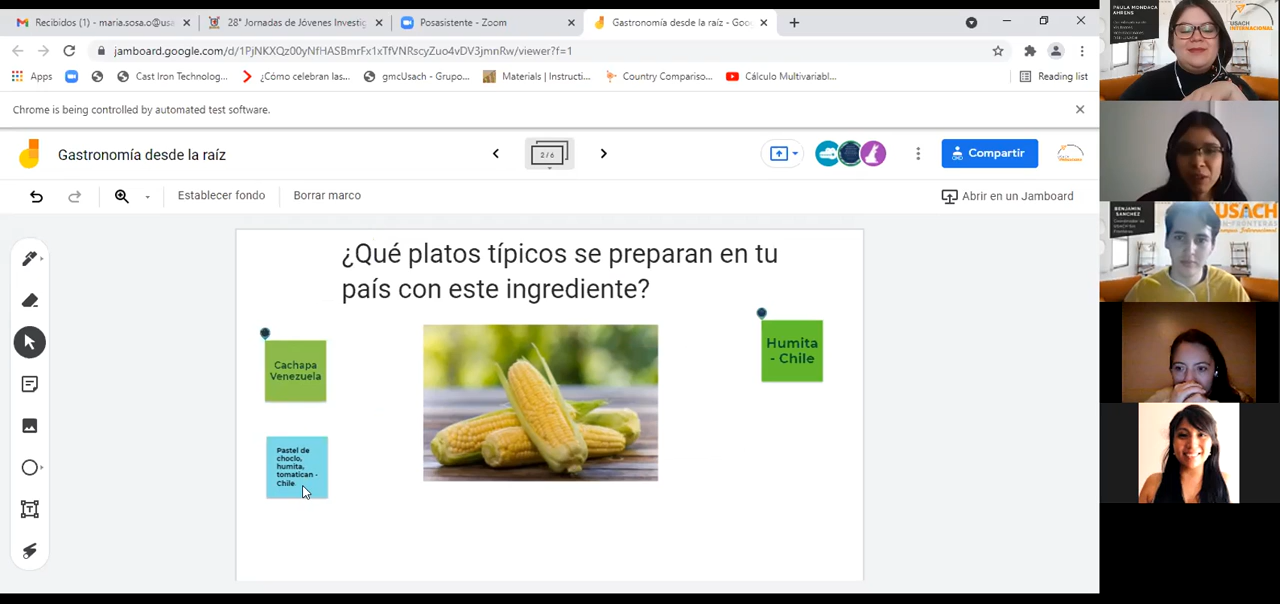 Recibidos (1) - maria.sosa.o@usa
28° Jornadas de Jóvenes Investig
Posasistente - Zoom
Gastronomía desde la raíz - Goo
jamboard.google.com/d/1PjNKXQz00yNfHASBmrFx1xTfVNRscyZio4vDV3jmnRw/viewer?f=1
Apps
Cast Iron Technolog...
¿Cómo celebran las...
gmcUsach - Grupo...
Materials | Instructi...
Country Compariso...
Cálculo Multivariabl...
Reading list
Chrome is being controlled by automated test software.
Gastronomía desde la raíz
2/6
Compartir
Establecer fondo
Borrar marco
Abrir en un Jamboard
¿Qué platos típicos se preparan en tu
país con este ingrediente?
Cachapa
Venezuela
Humita
- Chile
Pastel de
choclo,
humita,
tomatican -
Chile
PAULA MONDACA
AHRENS
USACH
INTERNACIONAL
BENJAMIN
SANCHEZ
USACH